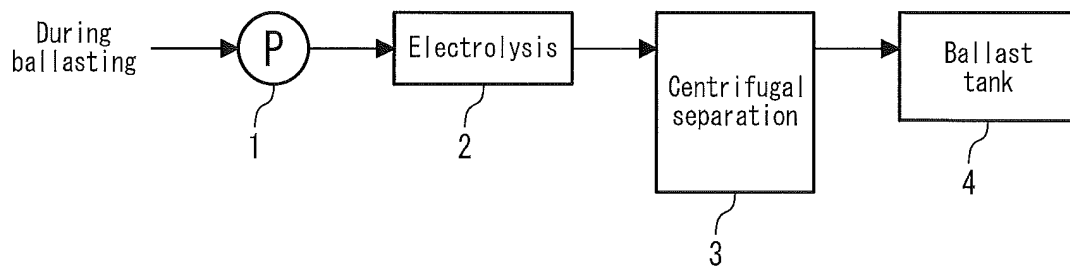 During
ballasting
P
Electrolysis
Centrifugal
separation
Ballast
tank
1
2
3
4